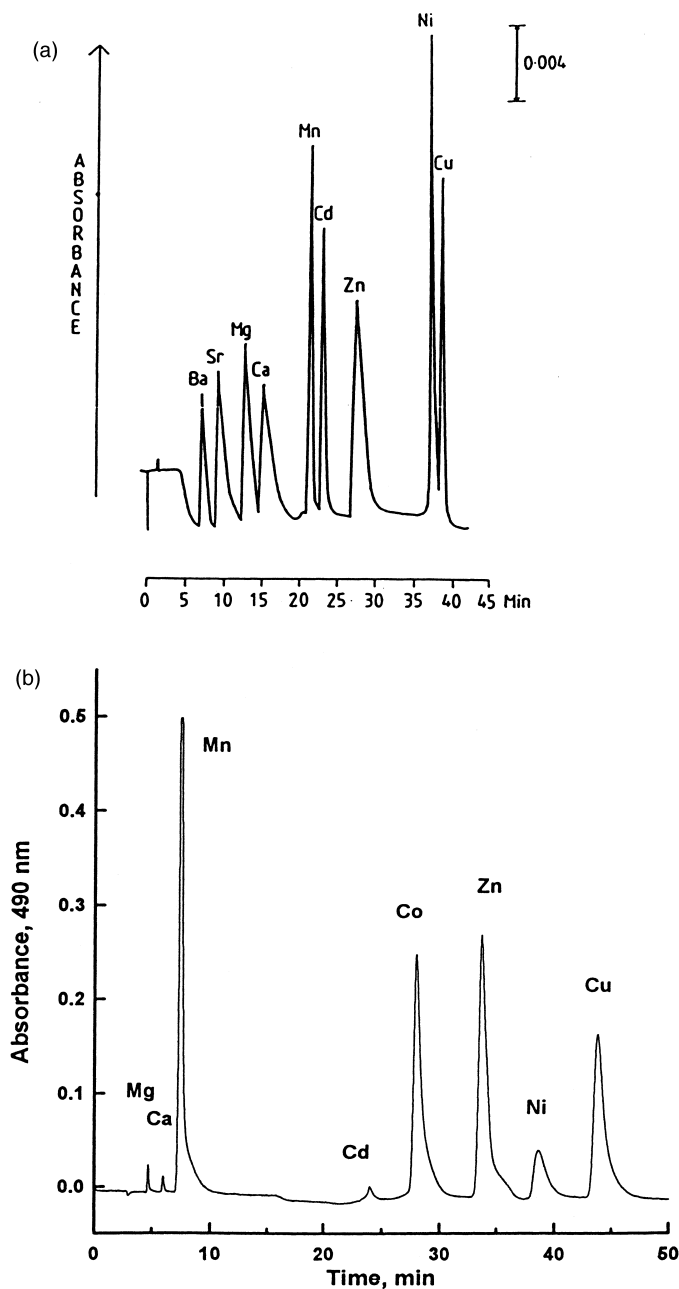 (a)
ABSORBANCE
Ni
0·004
Mn
Cu
Cd
Zn
Mg
Sr
Ca
Ba
0 5 10 15 20 25 30 35 40 45 Min
(b)
Absorbance, 490 nm
0.5
Mn
0.4
0.3
Zn
Co
0.2
Cu
0.1
Mg
Ca
Ni
Cd
0.0
0 10 20 30 40 50
Time, min